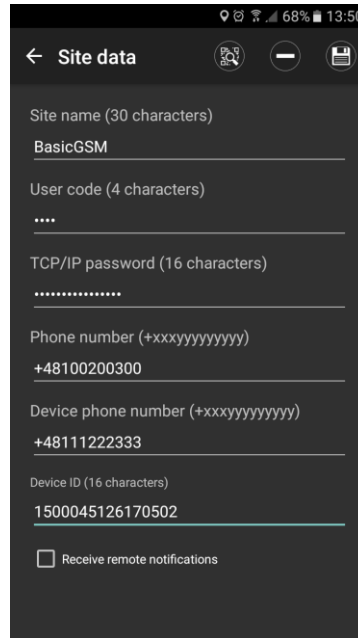 68% 13:50
Site data
Site name (30 characters)
BasicGSM
User code (4 characters)
••••
TCP/IP password (16 characters)
••••••••••••••••
Phone number (+xxxyyyyyyyyy)
+48100200300
Device phone number (+xxxyyyyyyyyy)
+48111222333
Device ID (16 characters)
1500045126170502
Receive remote notifications